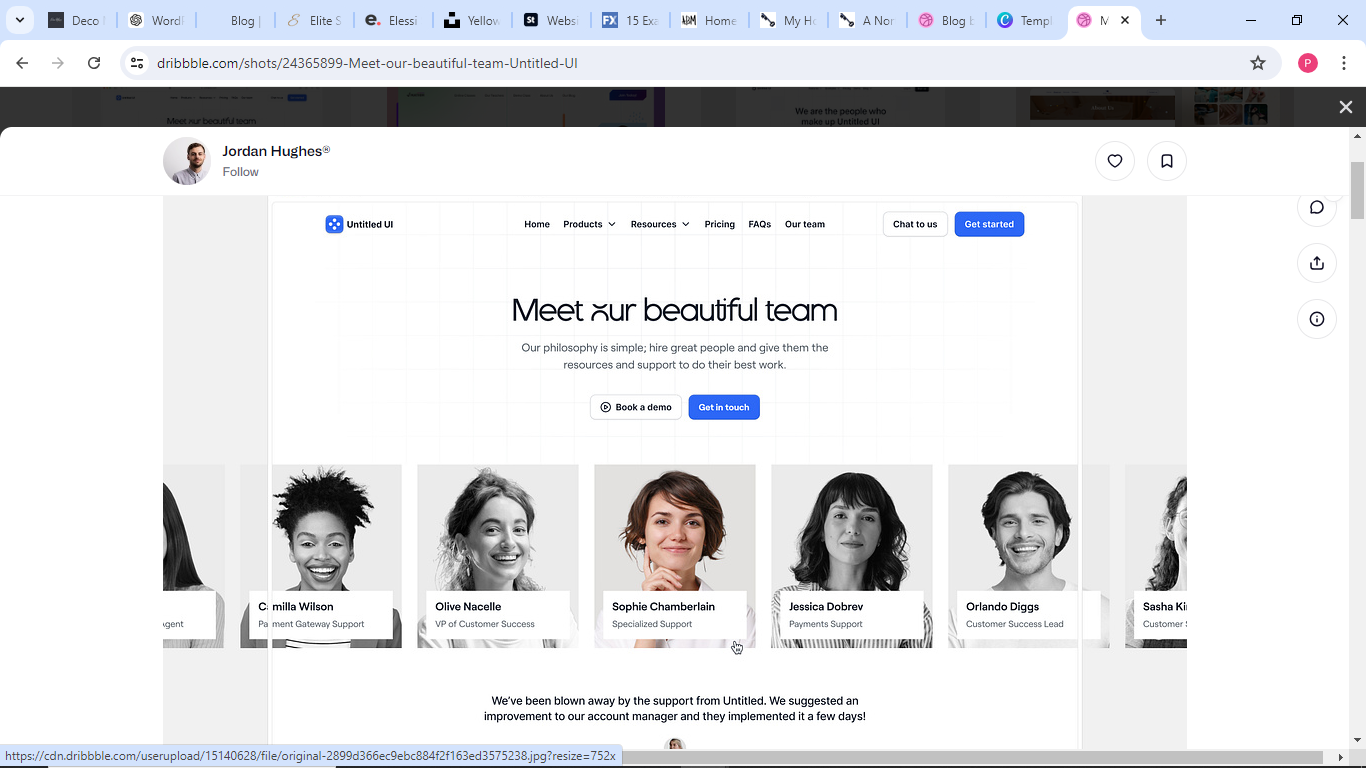 Deco
Word
Blog |
Elite S
Elessi
Yellow
Websi
15 Exa
Home
My Ho
A Nor
Blog b
Templ
M
dribbble.com/shots/24365899-Meet-our-beautiful-team-Untitled-UI
P
Meet our beautiful team
We are the people who
make up Untitled UI
Jordan Hughes®
Follow
Untitled UI
Home Products Resources Pricing FAQs Our team
Chat to us
Get started
Meet our beautiful team
Our philosophy is simple; hire great people and give them the
resources and support to do their best work.
Book a demo
Get in touch
Agent
Camilla Wilson
Payment Gateway Support
Olive Nacelle
VP of Customer Success
Sophie Chamberlain
Specialized Support
Jessica Dobrev
Payments Support
Orlando Diggs
Customer Success Lead
Sasha Ki
Customer S
We've been blown away by the support from Untitled. We suggested an
improvement to our account manager and they implemented it a few days!
https://cdn.dribbble.com/userupload/15140628/file/original-2899d366ec9ebc884f2f163ed3575238.jpg?resize=752x